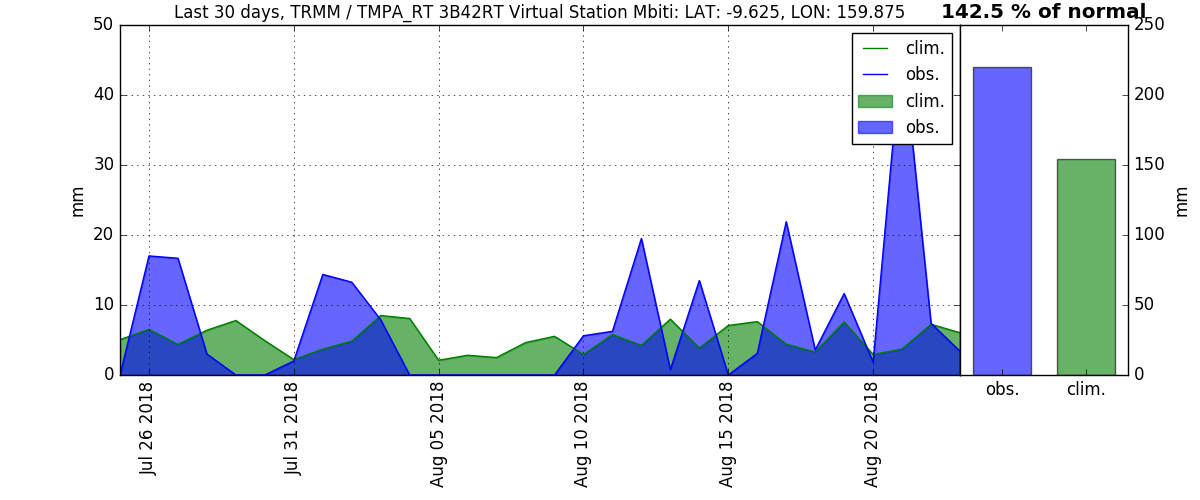 Last 30 days, TRMM / TMPA_RT 3B42RT Virtual Station Mbiti: LAT: -9.625, LON: 159.875
142.5 % of normal
50
40
30
20
10
0
mm
clim.
obs.
clim.
obs.
250
200
150
100
50
0
mm
obs.
clim.
Jul 26 2018
Jul 31 2018
Aug 05 2018
Aug 10 2018
Aug 15 2018
Aug 20 2018